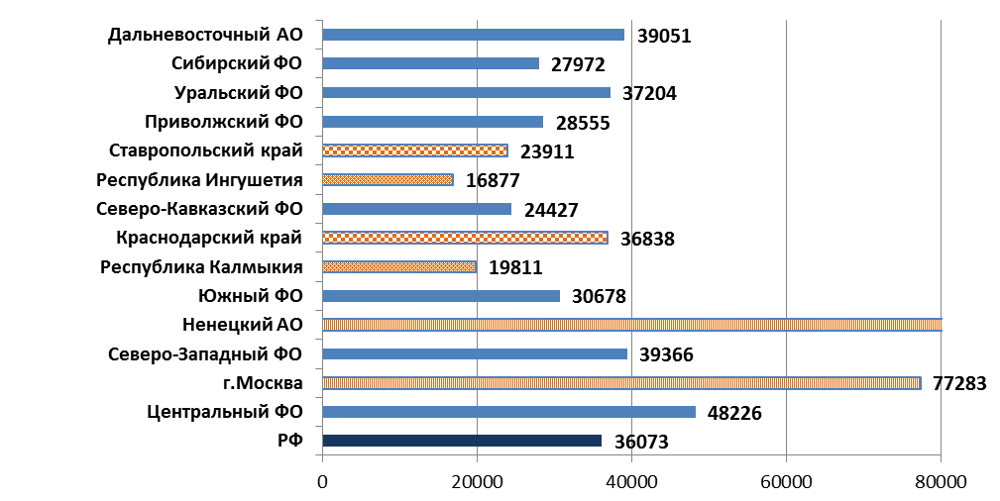 Дальневосточный АО 39051
Сибирский ФО 27972
Уральский ФО 37204
Приволжский ФО 28555
Ставропольский край 23911
Республика Ингушетия 16877
Северо-Кавказский ФО 24427
Краснодарский край 36838
Республика Калмыкия 19811
Южный ФО 30678
Ненецкий АО
Северо-Западный ФО 39366
г.Москва 77283
Центральный ФО 48226
РФ 36073
0 20000 40000 60000 80000